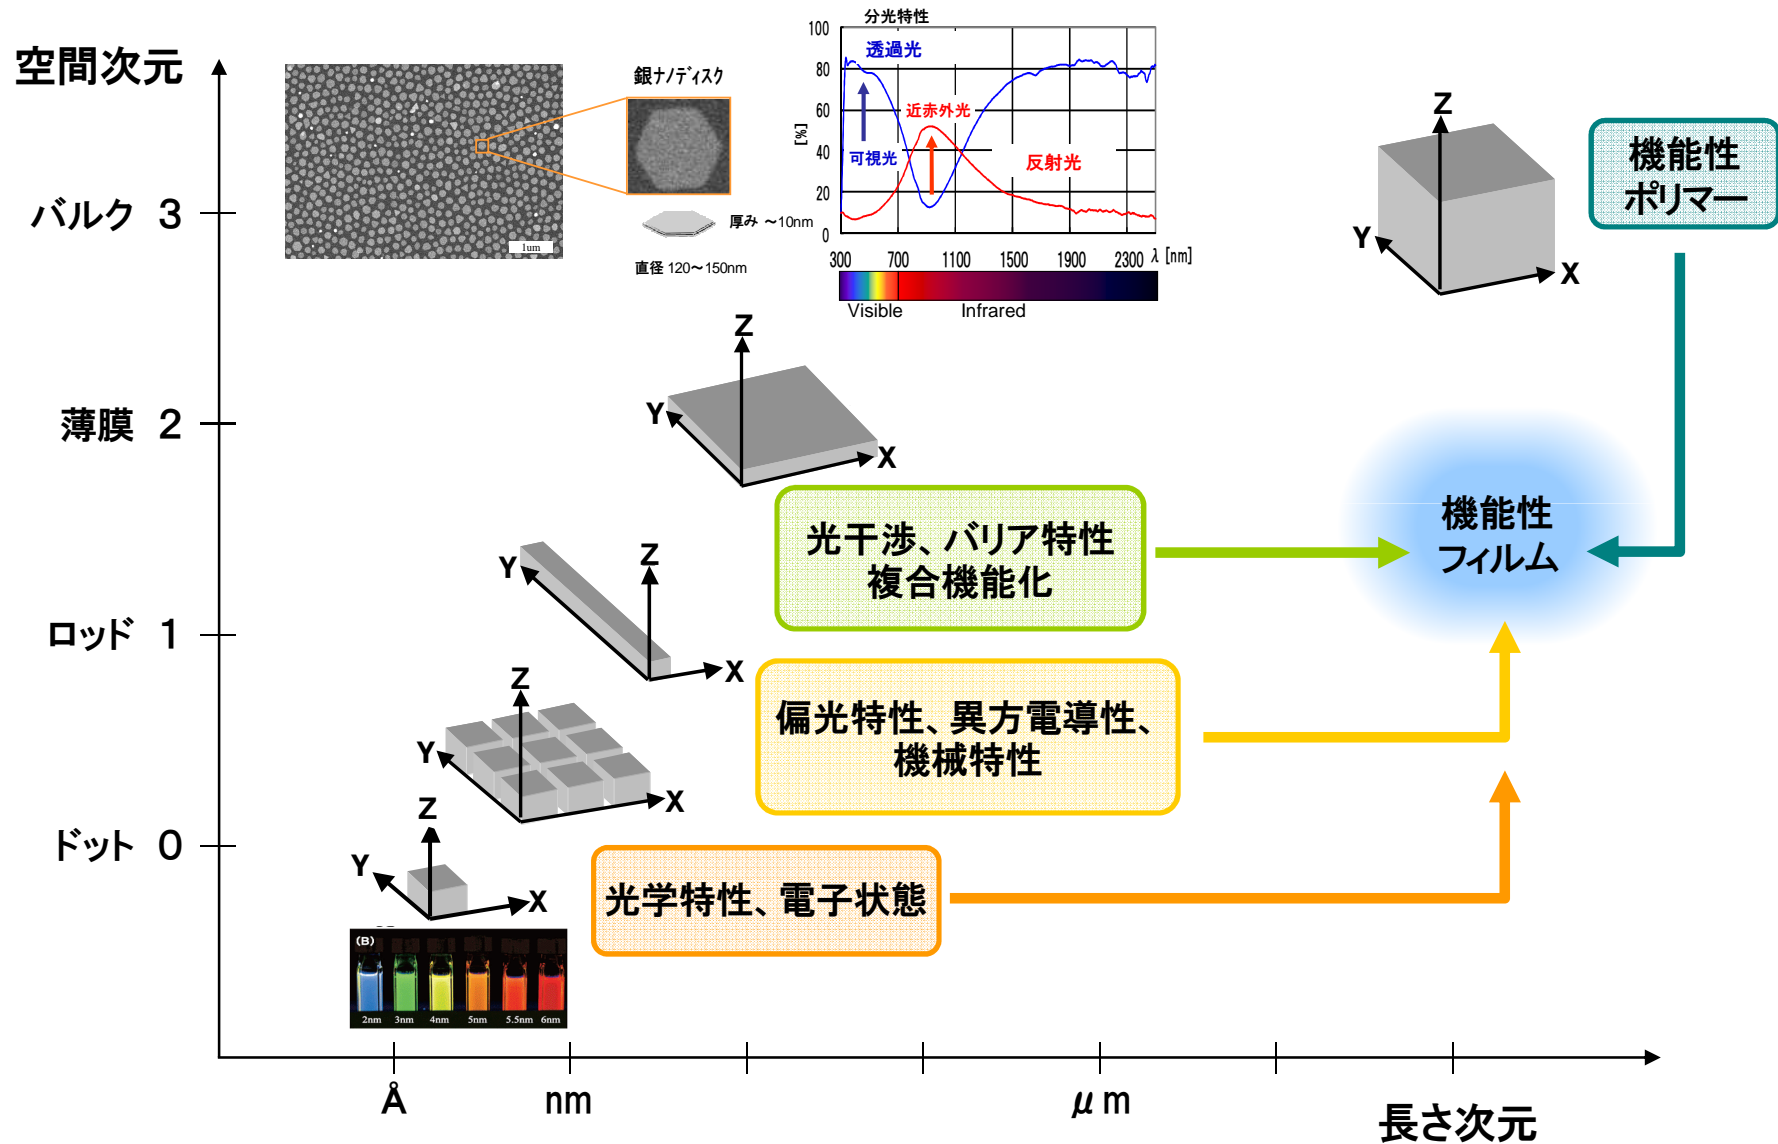 空間次元
バルク 3
薄膜 2
ロッド 1
ドット 0
1um
銀ナノディスク
厚み ～10nm
直径 120～150nm
分光特性
[%]
100
80
60
40
20
0
透過光
近赤外光
可視光
反射光
300 700 1100 1500 1900 2300 λ [nm]
Visible Infrared
Z
Y
X
機能性
ポリマー
Z
Y
X
光干渉、バリア特性
複合機能化
機能性
フィルム
Z
Y
X
偏光特性、異方電導性、
機械特性
Z
Y
X
光学特性、電子状態
Z
Y
X
(B)
2nm 3nm 4nm 5nm 5.5nm 6nm
Å nm μm
長さ次元